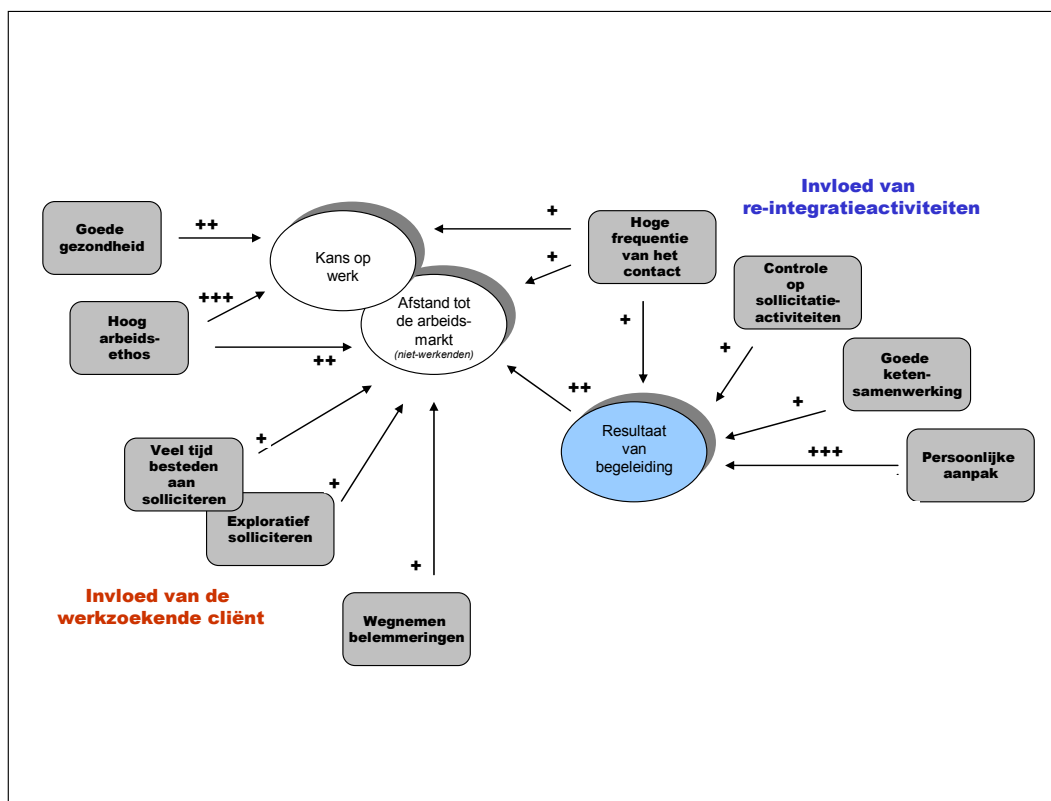 Invloed van
re-integratieactiviteiten
Goede
gezondheid
++
Kans op
werk
+
+
Hoge
frequentie
van het
contact
Controle
op
sollicitatie-
activiteiten
Hoog
arbeids-
ethos
+++
++
Afstand tot
de arbeids-
markt
(niet-werkenden)
+
+
Goede
keten-
samenwerking
+
++
Resultaat
van
begeleiding
+++
Persoonlijke
aanpak
Veel tijd
besteden
aan
solliciteren
+
Exploratief
solliciteren
+
+
Invloed van de
werkzoekende cliënt
Wegnemen
belemmeringen